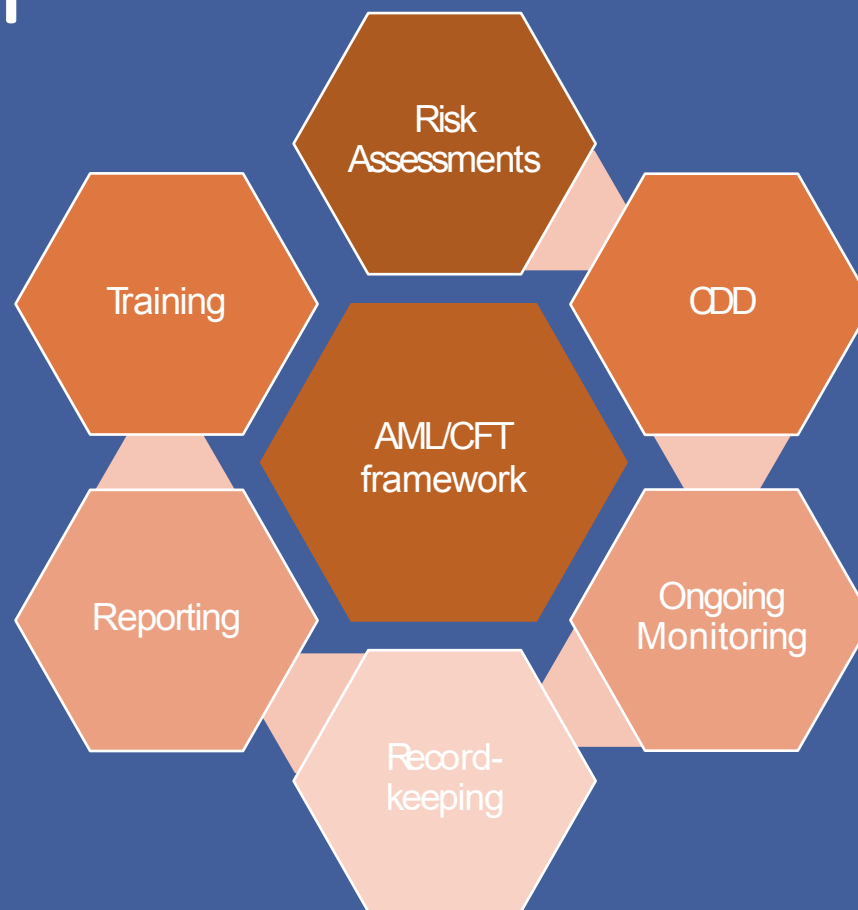 Risk
Assessments
CDD
Training
AML/CFT
framework
Ongoing
Monitoring
Reporting
Record-
keeping